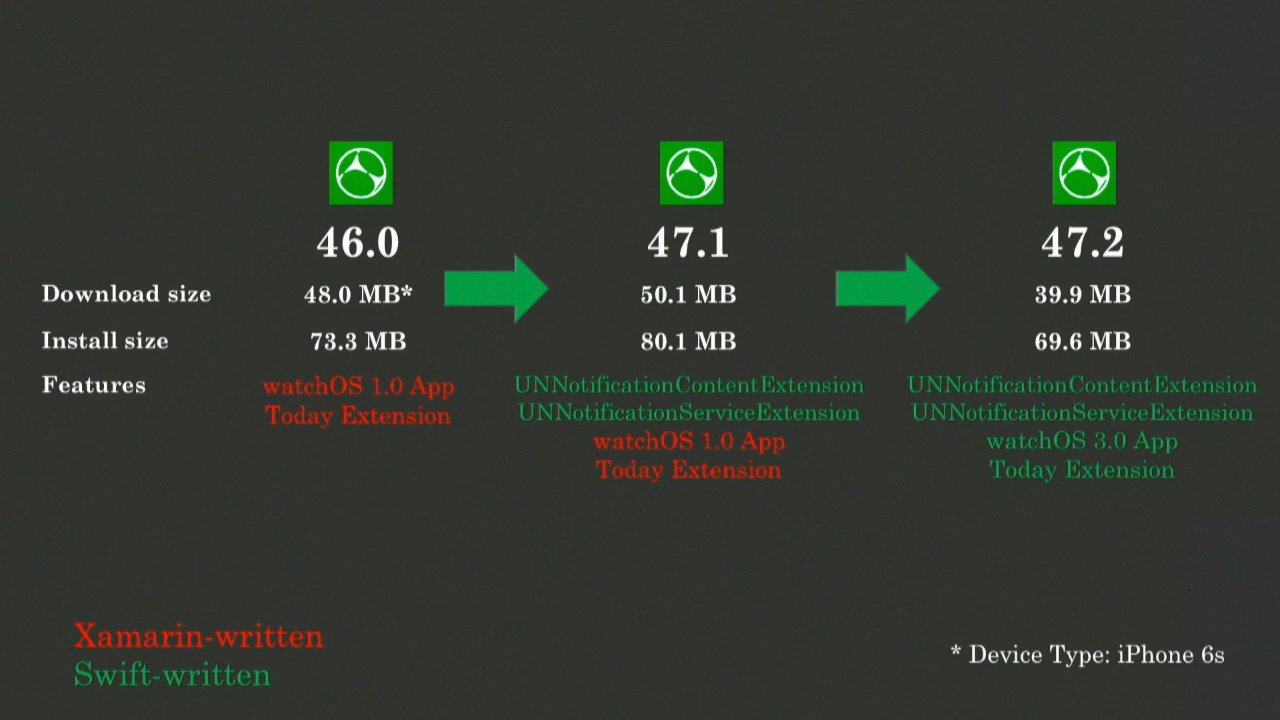 46.0 47.1 47.2
Download size 48.0 MB* 50.1 MB 39.9 MB
Install size 73.3 MB 80.1 MB 69.6 MB
Features watchOS 1.0 App UNNotificationContentExtension UNNotificationContentExtension
Today Extension UNNotificationServiceExtension UNNotificationServiceExtension
watchOS 1.0 App watchOS 3.0 App
Today Extension Today Extension
Xamarin-written
Swift-written
* Device Type: iPhone 6s